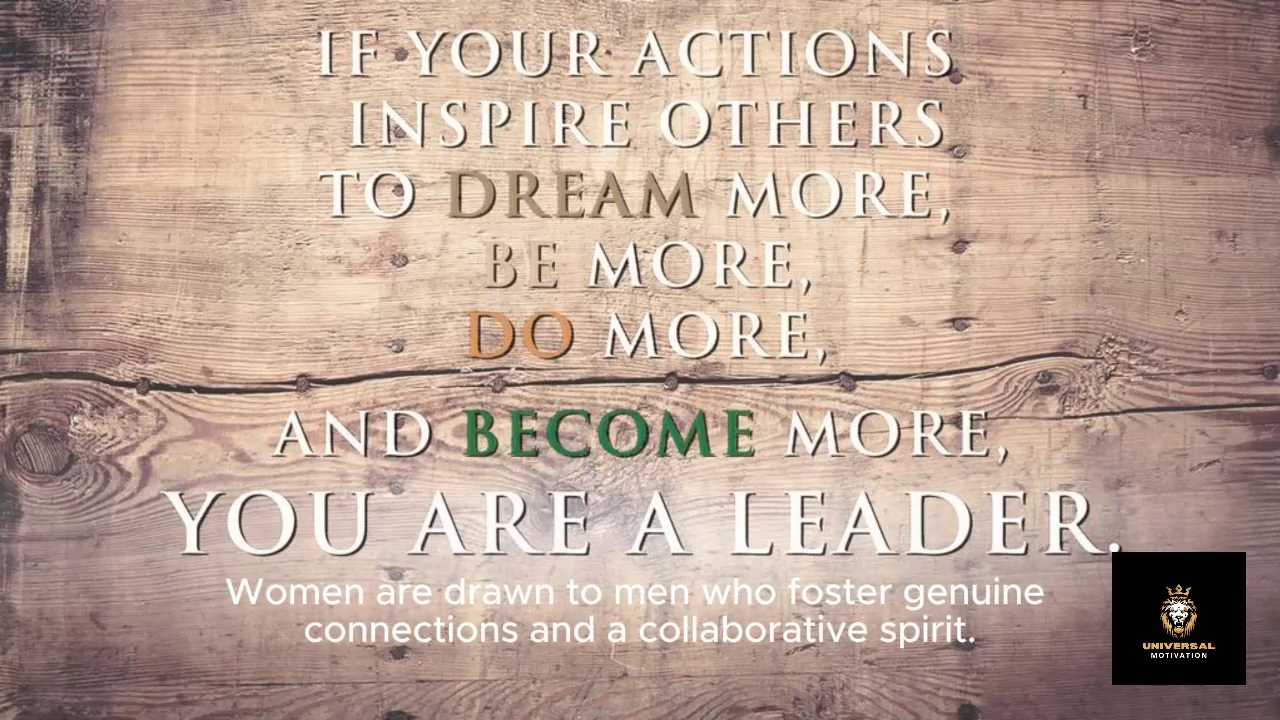 IF YOUR ACTIONS
INSPIRE OTHERS
TO DREAM MORE,
BE MORE,
DO MORE,
AND BECOME MORE,
YOU ARE A LEADER.
Women are drawn to men who foster genuine
connections and a collaborative spirit.
UNIVERSAL
MOTIVATION